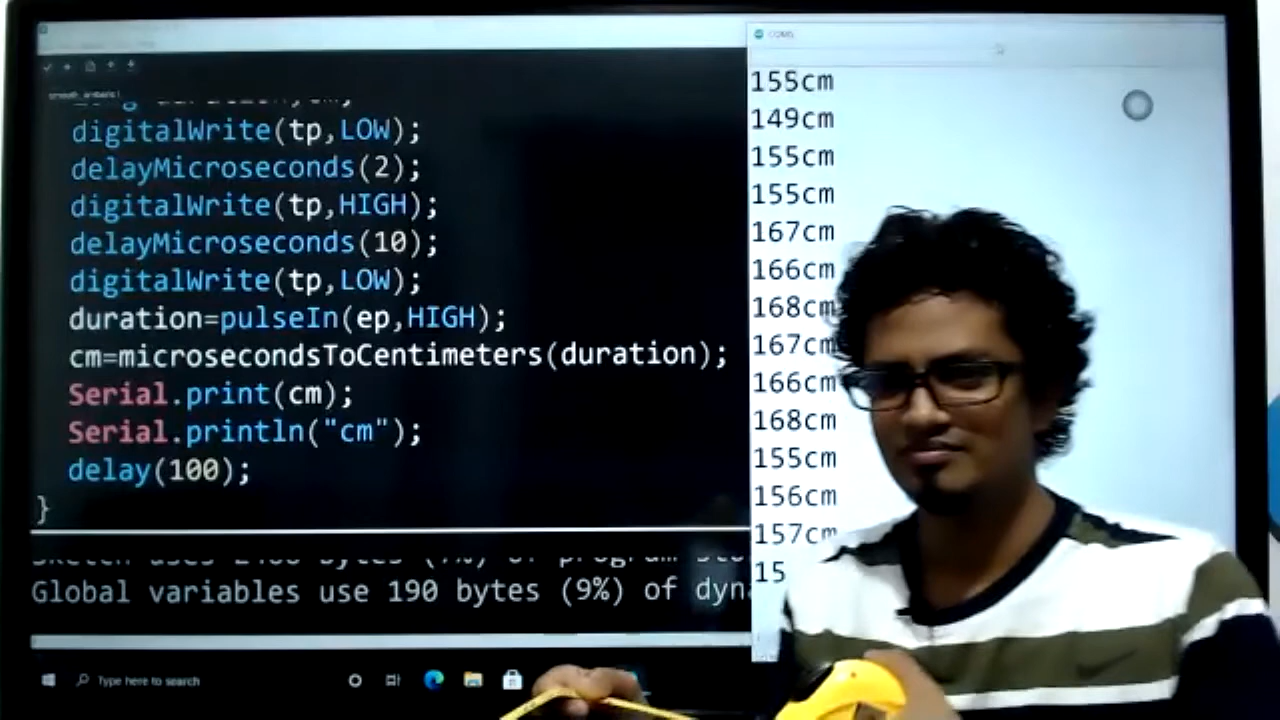 digitalWrite(tp,LOW);
delayMicroseconds(2);
digitalWrite(tp,HIGH);
delayMicroseconds(10);
digitalWrite(tp,LOW);
duration=pulseIn(ep,HIGH);
cm=microsecondsToCentimeters(duration);
Serial.print(cm);
Serial.println("cm");
delay(100);
}
Global variables use 190 bytes (9%) of dyna
Type here to search
155cm
149cm
155cm
155cm
167cm
166cm
168cm
167cm
166cm
168cm
155cm
156cm
157cm
15